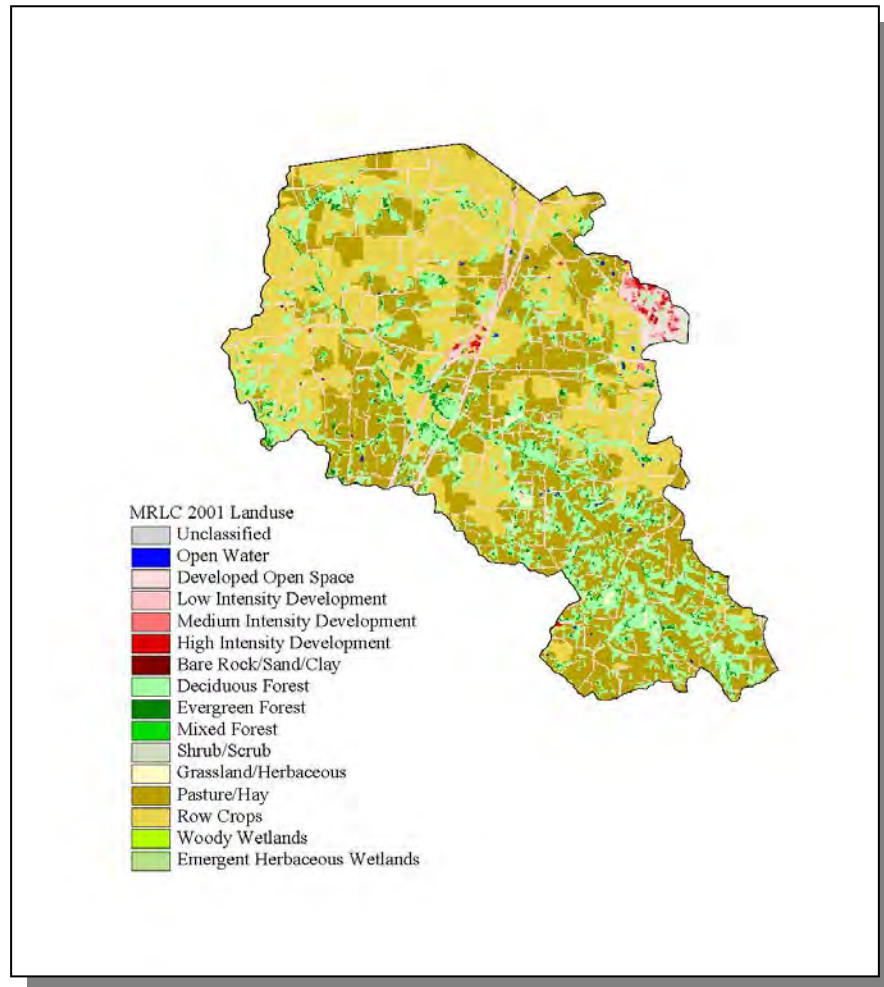 MRLC 2001 Landuse
Unclassified
Open Water
Developed Open Space
Low Intensity Development
Medium Intensity Development
High Intensity Development
Bare Rock/Sand/Clay
Deciduous Forest
Evergreen Forest
Mixed Forest
Shrub/Scrub
Grassland/Herbaceous
Pasture/Hay
Row Crops
Woody Wetlands
Emergent Herbaceous Wetlands